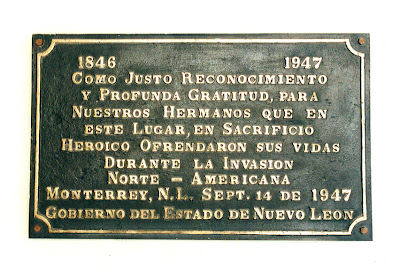 1846 1947
Como Justo Reconocimiento
y Profunda Gratitud, para
Nuestros Hermanos que en
este Lugar, en Sacrificio
Heroico Ofrendaron sus Vidas
Durante la Invasion
Norte - Americana
Monterrey, N.L. Sept. 14 de 1947
Gobierno del Estado de Nuevo Leon